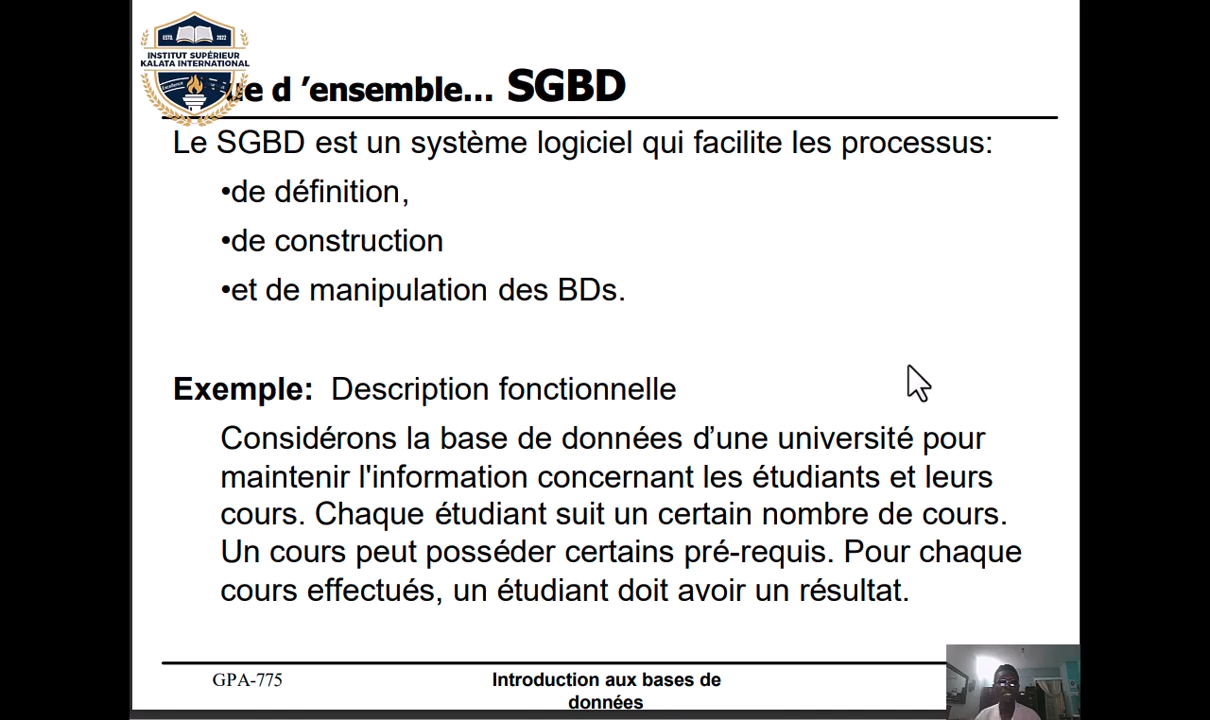 ESTD. 2022
INSTITUT SUPÉRIEUR
KALATA INTERNATIONAL
Excellence
ue d ’ensemble... SGBD
Le SGBD est un système logiciel qui facilite les processus:
•de définition,
•de construction
•et de manipulation des BDs.
Exemple: Description fonctionnelle
Considérons la base de données d’une université pour
maintenir l'information concernant les étudiants et leurs
cours. Chaque étudiant suit un certain nombre de cours.
Un cours peut posséder certains pré-requis. Pour chaque
cours effectués, un étudiant doit avoir un résultat.
GPA-775
Introduction aux bases de
données